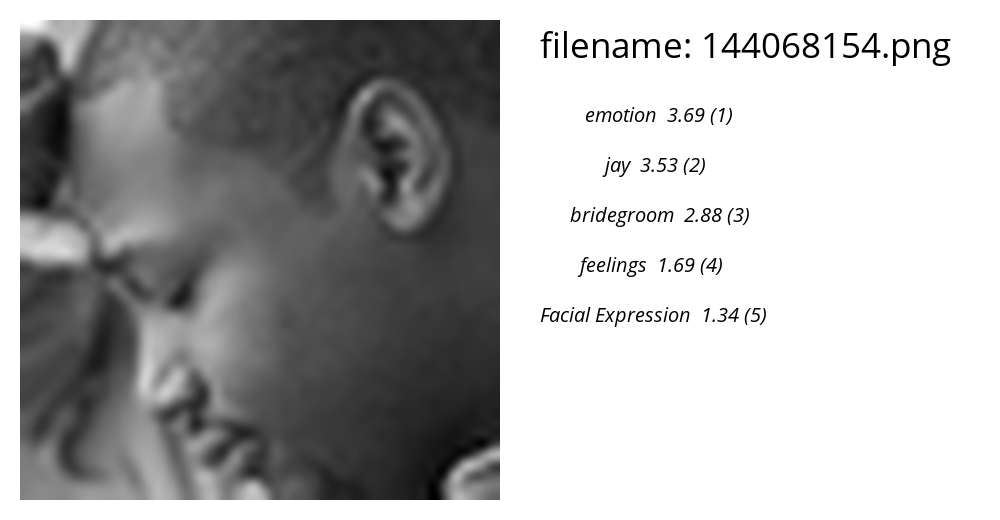 filename: 144068154.png
emotion 3.69 (1)
jay 3.53 (2)
bridegroom 2.88 (3)
feelings 1.69 (4)
Facial Expression 1.34 (5)